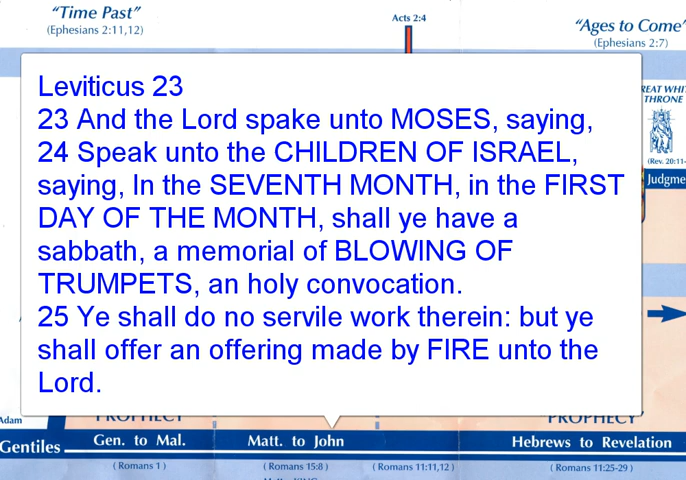 "Time Past"
(Ephesians 2:11,12)
Acts 2:4
"Ages to Come"
(Ephesians 2:7)
Leviticus 23
23 And the Lord spake unto MOSES, saying,
24 Speak unto the CHILDREN OF ISRAEL,
saying, In the SEVENTH MONTH, in the FIRST
DAY OF THE MONTH, shall ye have a
sabbath, a memorial of BLOWING OF
TRUMPETS, an holy convocation.
25 Ye shall do no servile work therein: but ye
shall offer an offering made by FIRE unto the
Lord.
THRONE
(Rev. 20:11-
Judgme
PROPHECY
PROPHECY
Adam
Gentiles
Gen. to Mal.
Matt. to John
Hebrews to Revelation
(Romans 1)
(Romans 15:8)
(Romans 11:11,12)
(Romans 11:25-29)